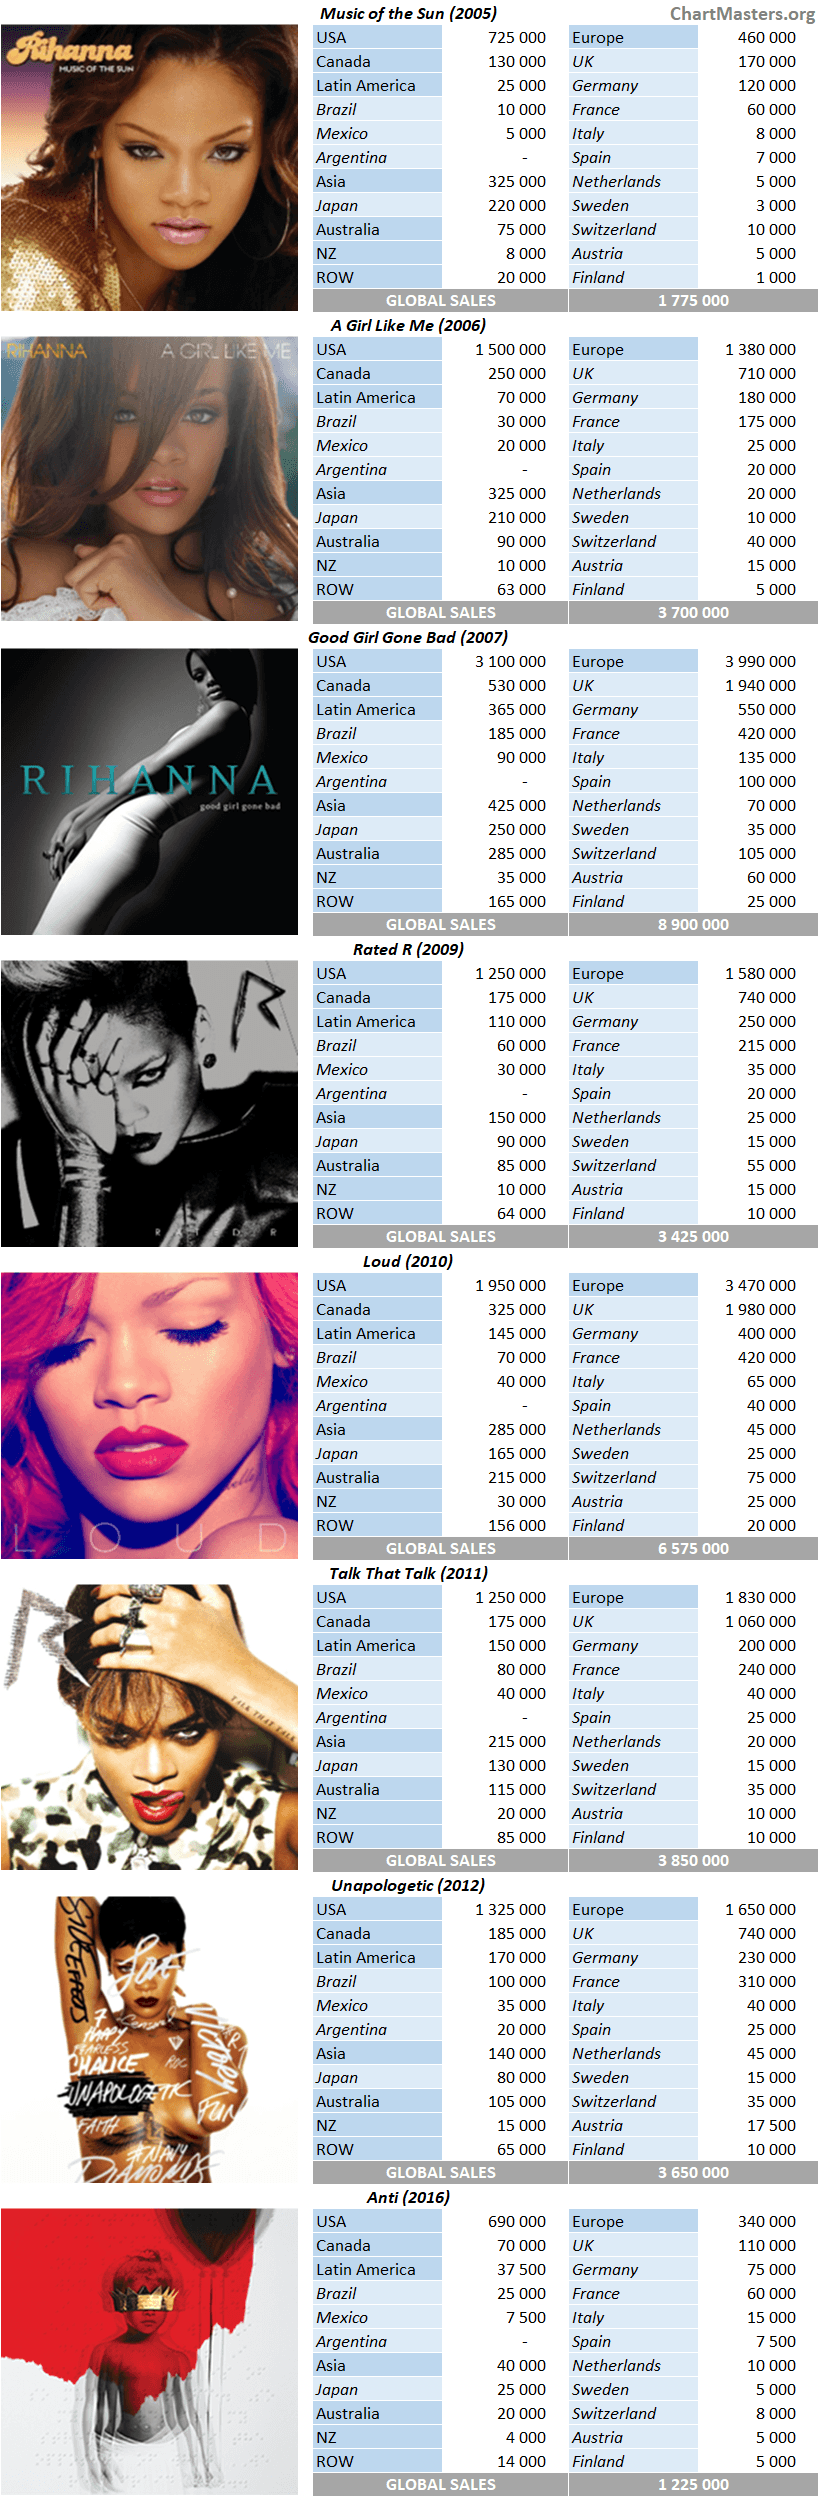 Music of the Sun (2005) ChartMasters.org
Rihanna
MUSIC OF THE SUN
USA 725 000 Europe 460 000
Canada 130 000 UK 170 000
Latin America 25 000 Germany 120 000
Brazil 10 000 France 60 000
Mexico 5 000 Italy 8 000
Argentina - Spain 7 000
Asia 325 000 Netherlands 5 000
Japan 220 000 Sweden 3 000
Australia 75 000 Switzerland 10 000
NZ 8 000 Austria 5 000
ROW 20 000 Finland 1 000
GLOBAL SALES 1 775 000
A Girl Like Me (2006)
RIHANNA A GIRL LIKE ME
USA 1 500 000 Europe 1 380 000
Canada 250 000 UK 710 000
Latin America 70 000 Germany 180 000
Brazil 30 000 France 175 000
Mexico 20 000 Italy 25 000
Argentina - Spain 20 000
Asia 325 000 Netherlands 20 000
Japan 210 000 Sweden 10 000
Australia 90 000 Switzerland 40 000
NZ 10 000 Austria 15 000
ROW 63 000 Finland 5 000
GLOBAL SALES 3 700 000
Good Girl Gone Bad (2007)
RIHANNA
good girl gone bad
USA 3 100 000 Europe 3 990 000
Canada 530 000 UK 1 940 000
Latin America 365 000 Germany 550 000
Brazil 185 000 France 420 000
Mexico 90 000 Italy 135 000
Argentina - Spain 100 000
Asia 425 000 Netherlands 70 000
Japan 250 000 Sweden 35 000
Australia 285 000 Switzerland 105 000
NZ 35 000 Austria 60 000
ROW 165 000 Finland 25 000
GLOBAL SALES 8 900 000
Rated R (2009)
R
RATED R
USA 1 250 000 Europe 1 580 000
Canada 175 000 UK 740 000
Latin America 110 000 Germany 250 000
Brazil 60 000 France 215 000
Mexico 30 000 Italy 35 000
Argentina - Spain 20 000
Asia 150 000 Netherlands 25 000
Japan 90 000 Sweden 15 000
Australia 85 000 Switzerland 55 000
NZ 10 000 Austria 15 000
ROW 64 000 Finland 10 000
GLOBAL SALES 3 425 000
Loud (2010)
LOUD
USA 1 950 000 Europe 3 470 000
Canada 325 000 UK 1 980 000
Latin America 145 000 Germany 400 000
Brazil 70 000 France 420 000
Mexico 40 000 Italy 65 000
Argentina - Spain 40 000
Asia 285 000 Netherlands 45 000
Japan 165 000 Sweden 25 000
Australia 215 000 Switzerland 75 000
NZ 30 000 Austria 25 000
ROW 156 000 Finland 20 000
GLOBAL SALES 6 575 000
Talk That Talk (2011)
R
TALK THAT TALK
USA 1 250 000 Europe 1 830 000
Canada 175 000 UK 1 060 000
Latin America 150 000 Germany 200 000
Brazil 80 000 France 240 000
Mexico 40 000 Italy 40 000
Argentina - Spain 25 000
Asia 215 000 Netherlands 20 000
Japan 130 000 Sweden 15 000
Australia 115 000 Switzerland 35 000
NZ 20 000 Austria 10 000
ROW 85 000 Finland 10 000
GLOBAL SALES 3 850 000
Unapologetic (2012)
Love
7
HAPPY
FEARLESS
CHALICE
ROC
VICTORY
UNAPOLOGETIC
FUN
FAITH
#NAVY
DIAMONDS
USA 1 325 000 Europe 1 650 000
Canada 185 000 UK 740 000
Latin America 170 000 Germany 230 000
Brazil 100 000 France 310 000
Mexico 35 000 Italy 40 000
Argentina 20 000 Spain 25 000
Asia 140 000 Netherlands 45 000
Japan 80 000 Sweden 15 000
Australia 105 000 Switzerland 35 000
NZ 15 000 Austria 17 500
ROW 65 000 Finland 10 000
GLOBAL SALES 3 650 000
Anti (2016)
USA 690 000 Europe 340 000
Canada 70 000 UK 110 000
Latin America 37 500 Germany 75 000
Brazil 25 000 France 60 000
Mexico 7 500 Italy 15 000
Argentina - Spain 7 500
Asia 40 000 Netherlands 10 000
Japan 25 000 Sweden 5 000
Australia 20 000 Switzerland 8 000
NZ 4 000 Austria 5 000
ROW 14 000 Finland 5 000
GLOBAL SALES 1 225 000